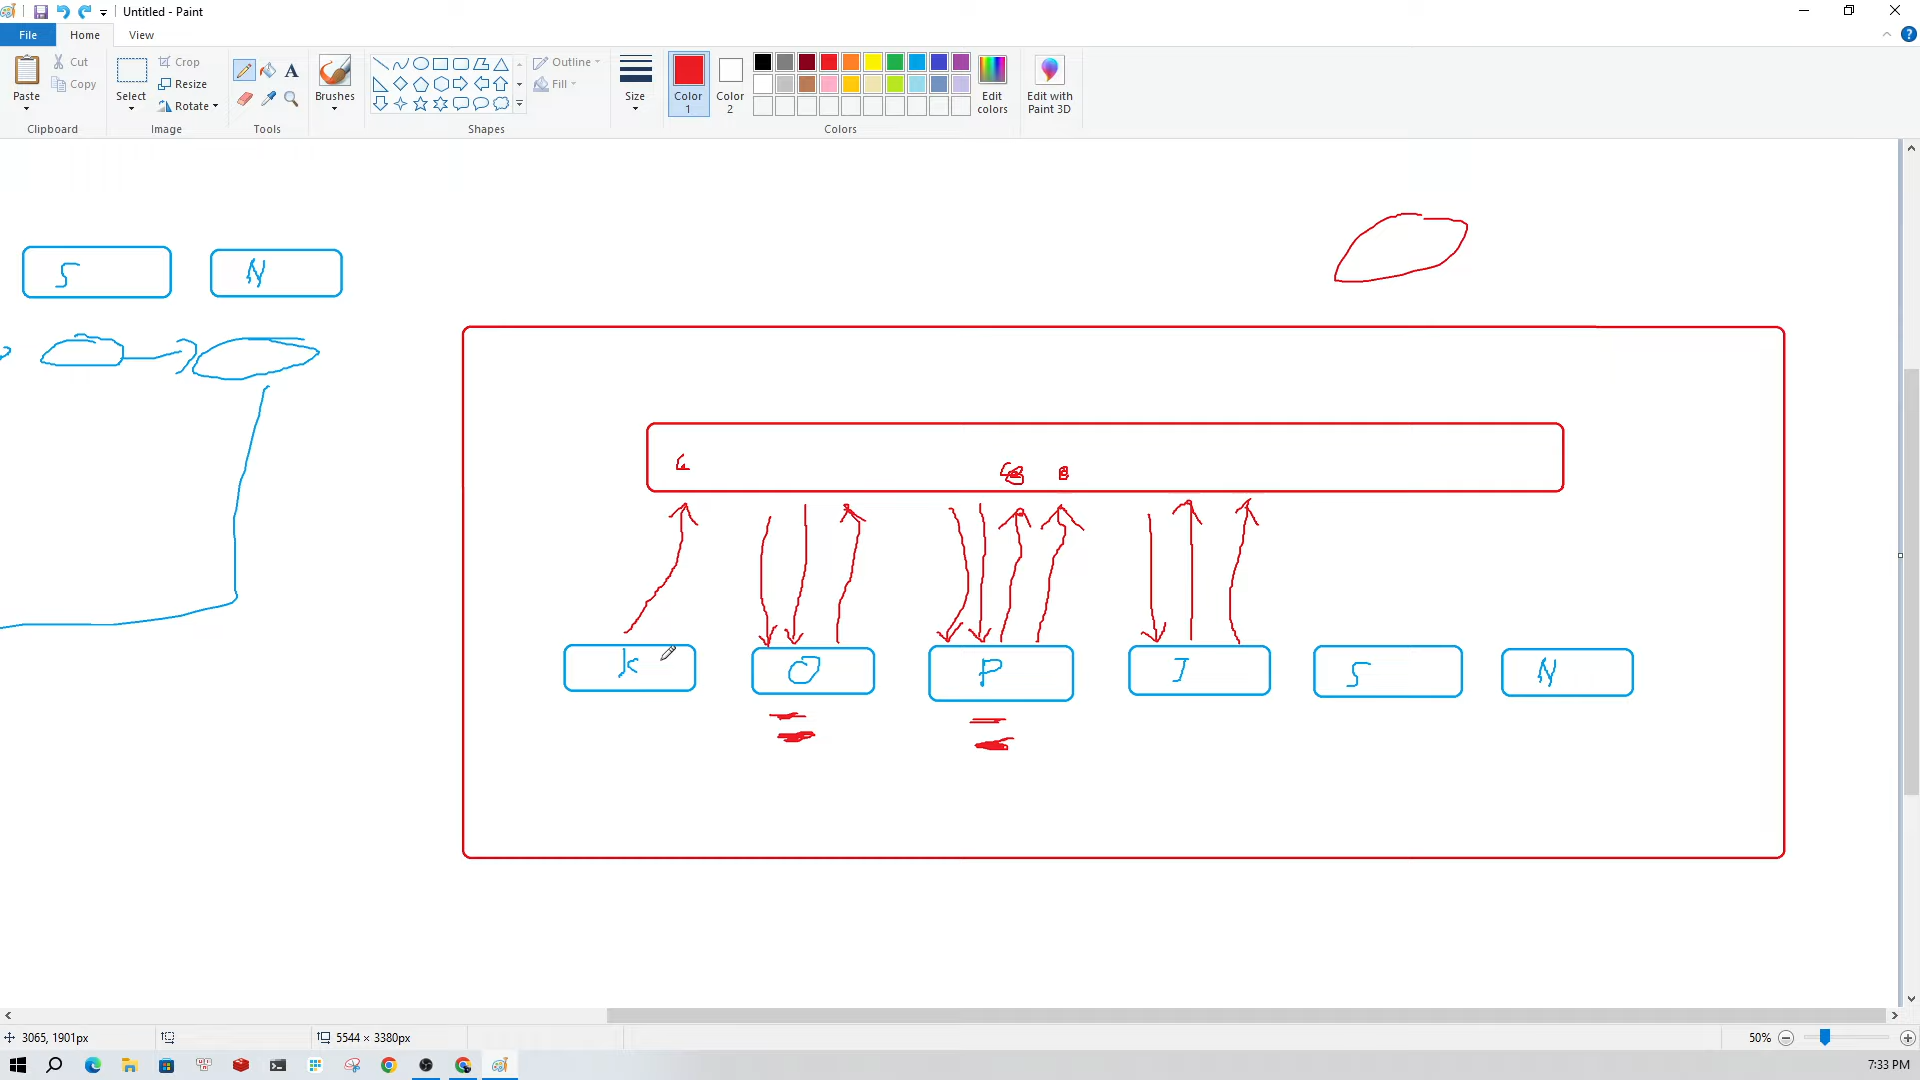 Untitled - Paint
File Home View
Cut
Copy
Paste
Clipboard
Crop
Resize
Rotate
Select
Image
Tools
Brushes
Outline
Fill
Shapes
Size
Color 1
Color 2
Edit colors
Colors
Edit with Paint 3D
S N
K O P J S N
3065, 1901px 5544 × 3380px 50%
7:33 PM